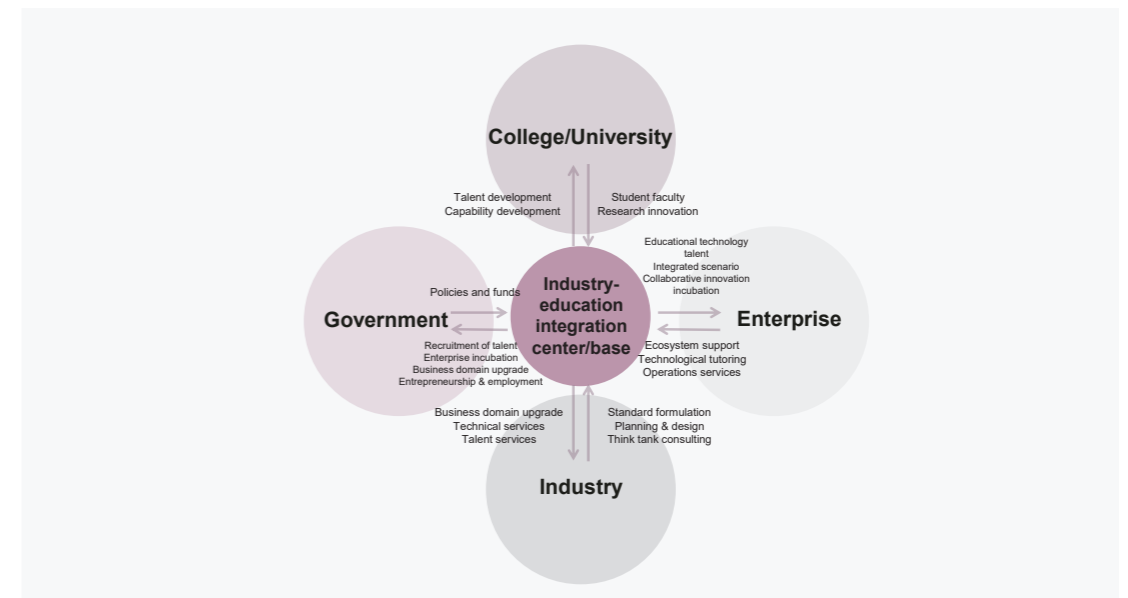 College/University
Talent development
Capability development
Student faculty
Research innovation
Educational technology
talent
Integrated scenario
Collaborative innovation
incubation
Policies and funds
Industry-
education
integration
center/base
Government
Enterprise
Recruitment of talent
Enterprise incubation
Business domain upgrade
Entrepreneurship & employment
Ecosystem support
Technological tutoring
Operations services
Business domain upgrade
Technical services
Talent services
Standard formulation
Planning & design
Think tank consulting
Industry